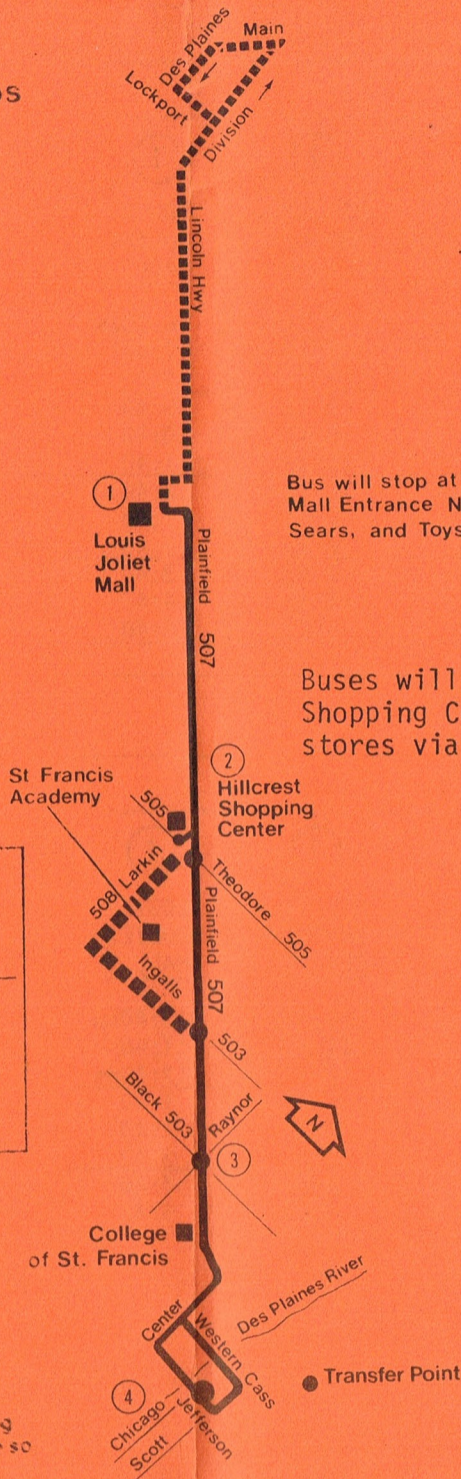 Main
Des Plaines
Lockport
Division
Lincoln Hwy
1
Louis
Joliet
Mall
Bus will stop at
Mall Entrance N
Sears, and Toys
Plainfield 507
Buses will
Shopping C
stores via
2
Hillcrest
Shopping
Center
St Francis
Academy
505
508 Larkin
Theodore 505
Plainfield 507
Ingalls
503
Black 503
Raynor
N
3
College
of St. Francis
Des Plaines River
Center
Western
Cass
4
Chicago
Jefferson
Scott
Transfer Point
so